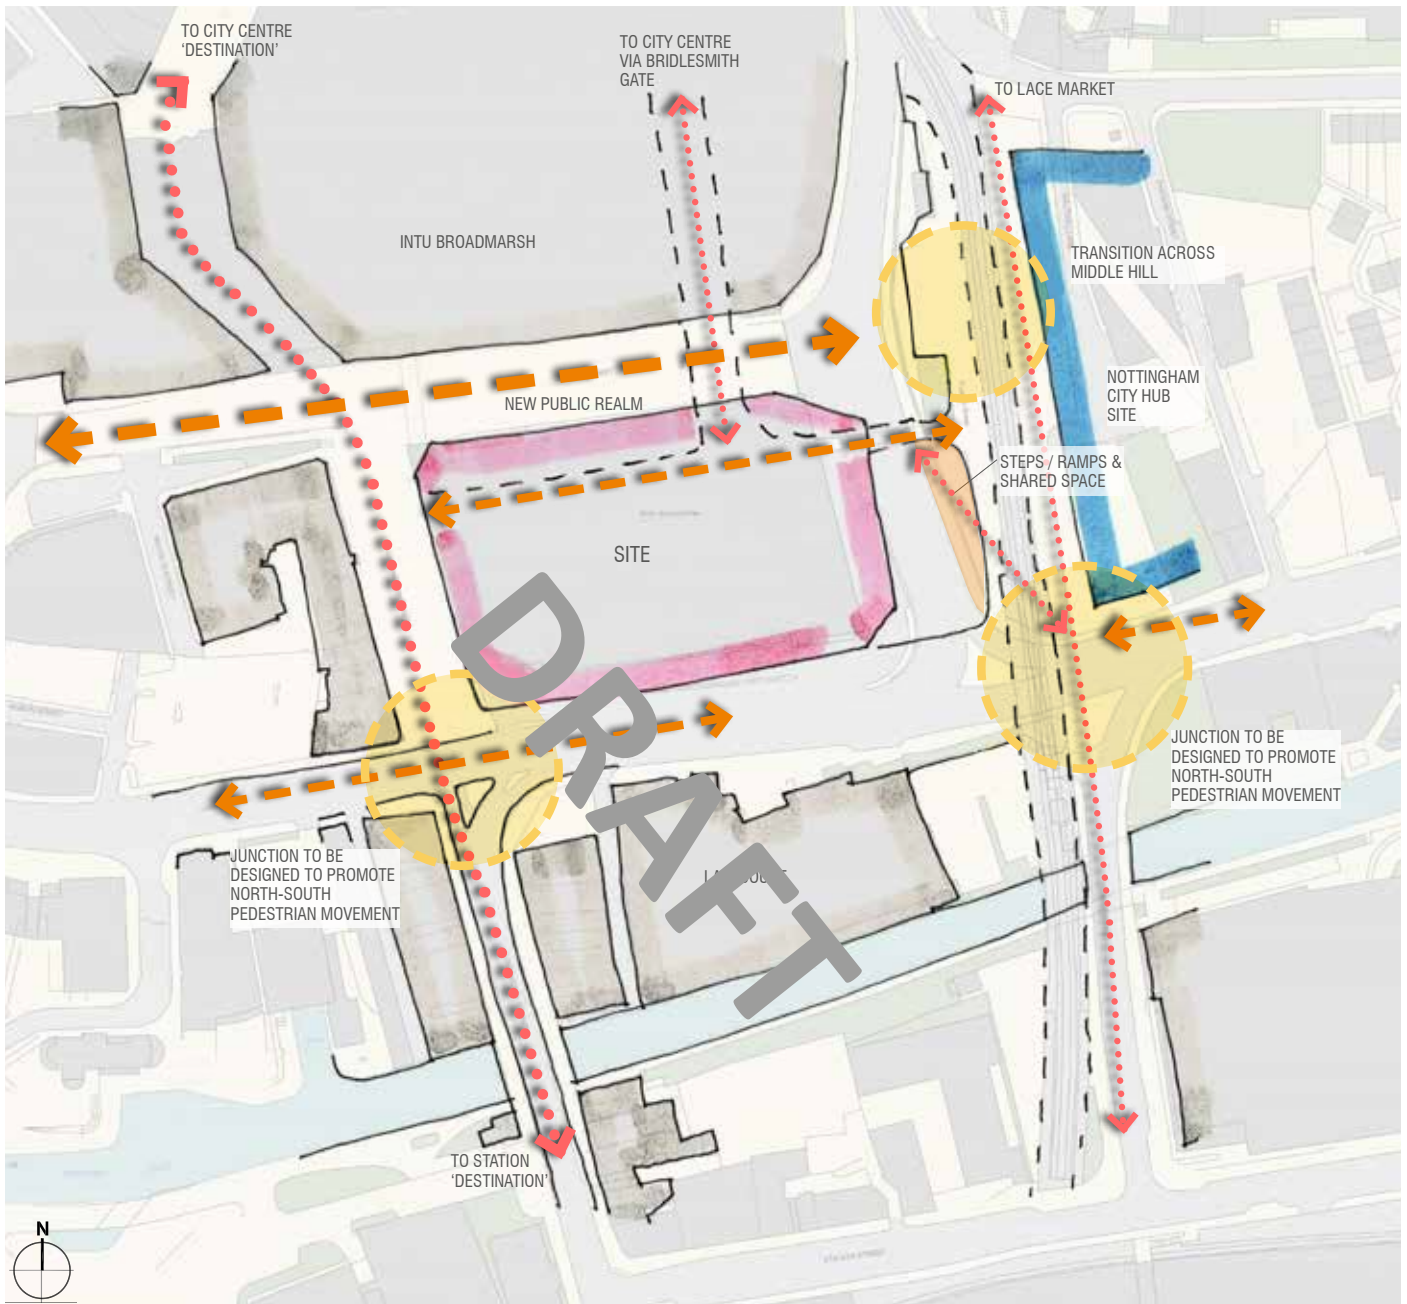 TO CITY CENTRE
'DESTINATION'
TO CITY CENTRE
VIA BRIDLESMITH
GATE
TO LACE MARKET
INTU BROADMARSH
TRANSITION ACROSS
MIDDLE HILL
NOTTINGHAM
CITY HUB
SITE
NEW PUBLIC REALM
STEPS / RAMPS &
SHARED SPACE
SITE
DRAFT
JUNCTION TO BE
DESIGNED TO PROMOTE
NORTH-SOUTH
PEDESTRIAN MOVEMENT
JUNCTION TO BE
DESIGNED TO PROMOTE
NORTH-SOUTH
PEDESTRIAN MOVEMENT
TO STATION
'DESTINATION'
N